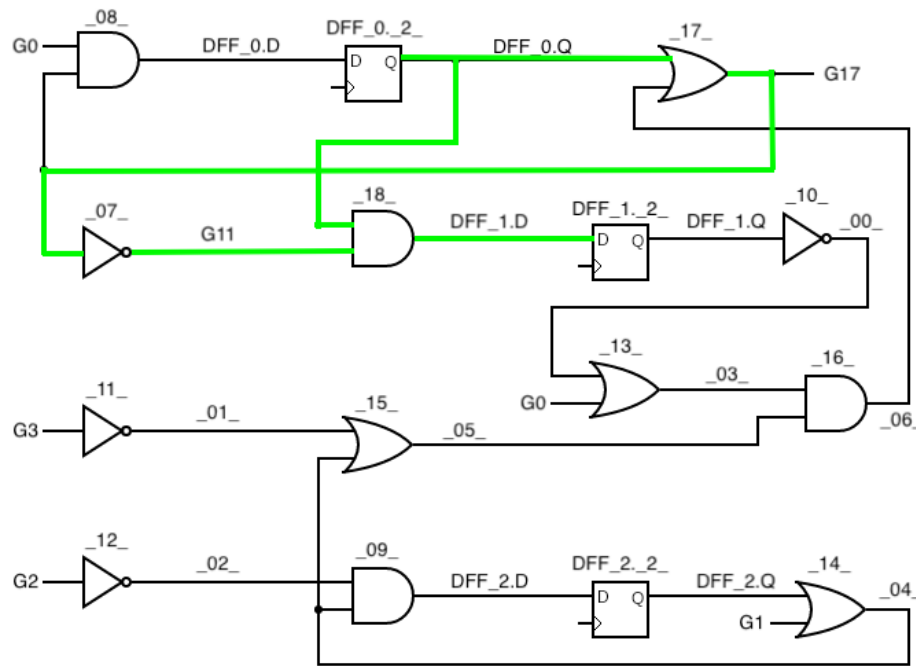 _08_
G0
DFF_0.D
DFF_0._2_
D
Q
DFF_0.Q
_17_
G17
_07_
G11
_18_
DFF_1.D
DFF_1._2_
D
Q
DFF_1.Q
_10_
_00_
_13_
G0
_03_
_16_
_06_
_11_
G3
_01_
_15_
_05_
_12_
G2
_02_
_09_
DFF_2.D
DFF_2._2_
D
Q
DFF_2.Q
G1
_14_
_04_